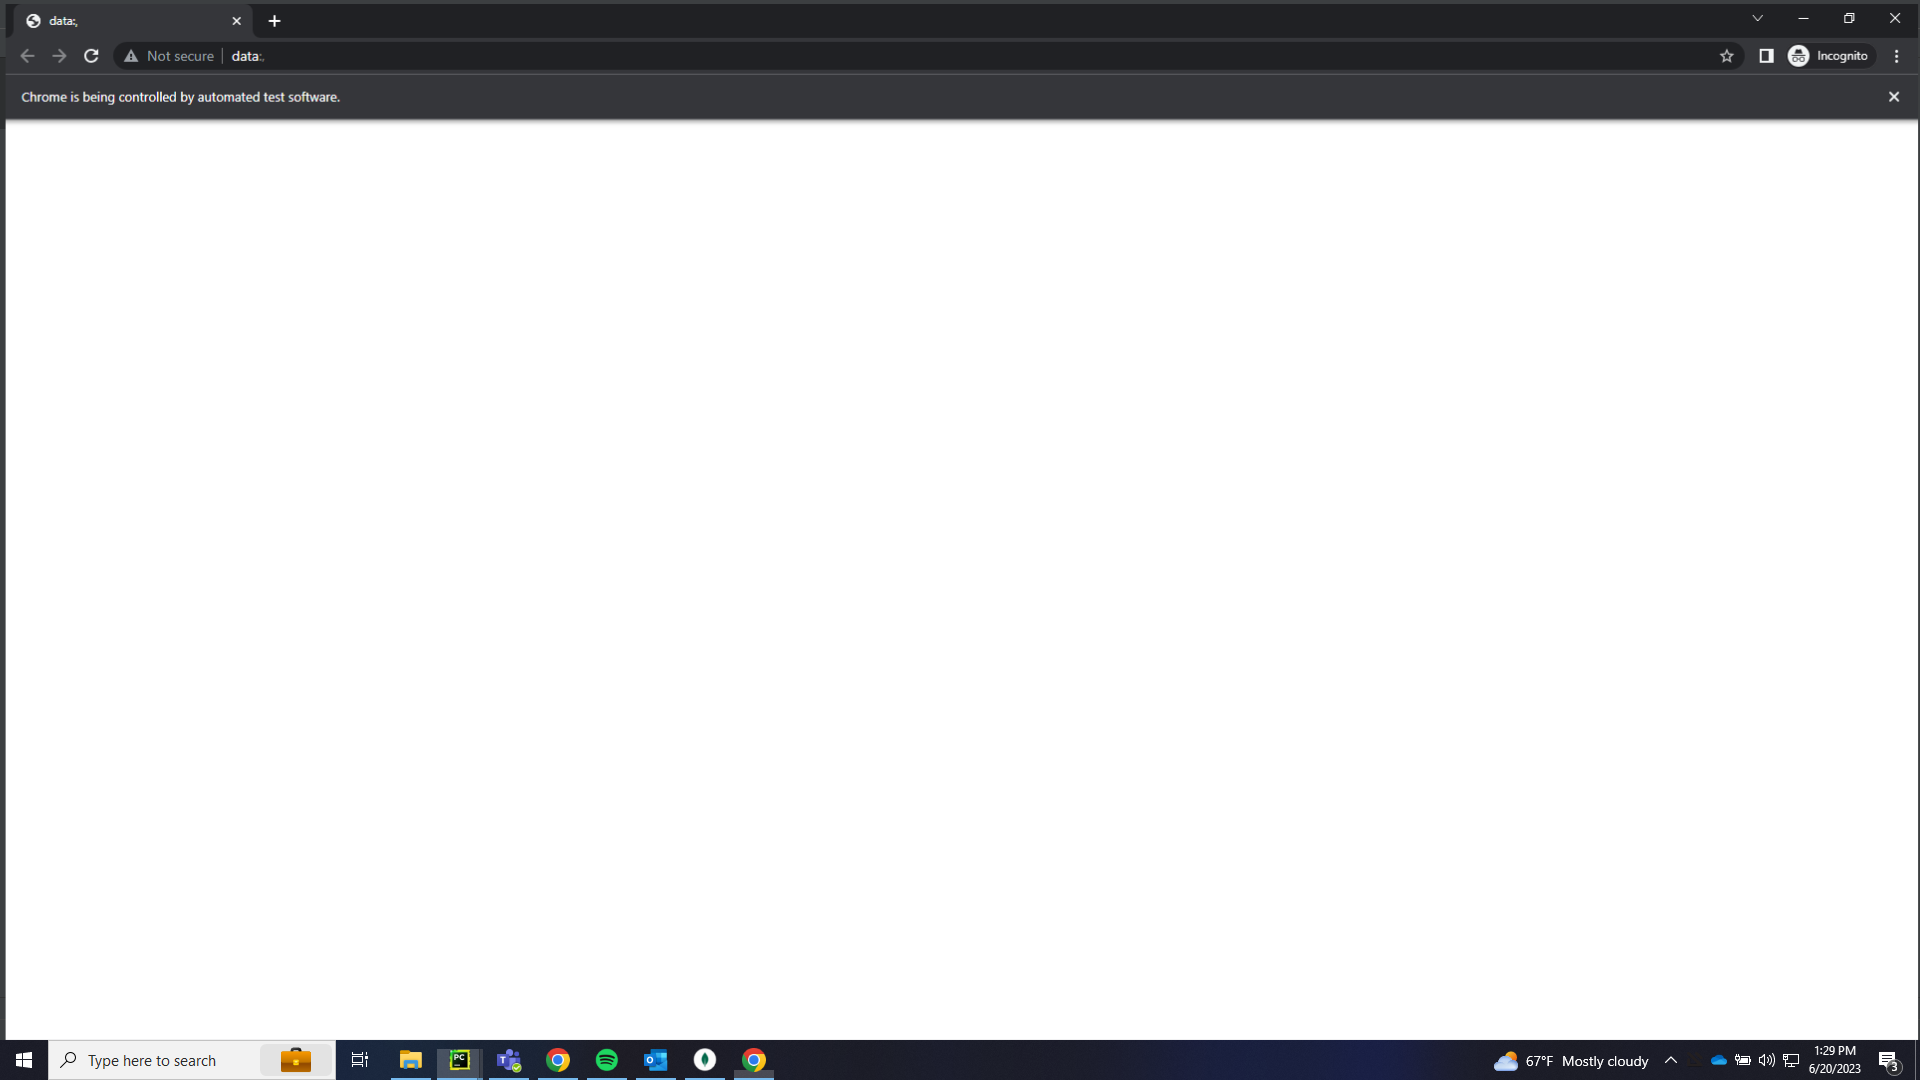 data:,
Not secure data:,
Incognito
Chrome is being controlled by automated test software.
Type here to search
PC
T
o
67°F Mostly cloudy
1:29 PM
6/20/2023
3